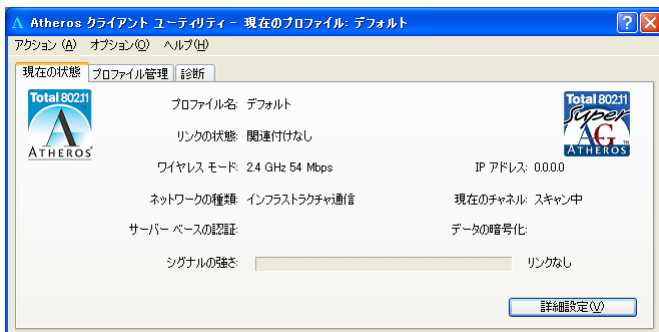 Atheros クライアント ユーティリティ - 現在のプロファイル: デフォルト
アクション (A) オプション(O) ヘルプ(H)
現在の状態 プロファイル管理 診断
Total 802.11
ATHEROS
Total 802.11
Super
AG
ATHEROS
プロファイル名: デフォルト
リンクの状態: 関連付けなし
ワイヤレス モード: 2.4 GHz 54 Mbps IP アドレス: 0.0.0.0
ネットワークの種類: インフラストラクチャ通信 現在のチャネル: スキャン中
サーバー ベースの認証: データの暗号化:
シグナルの強さ: リンクなし
詳細設定(V)